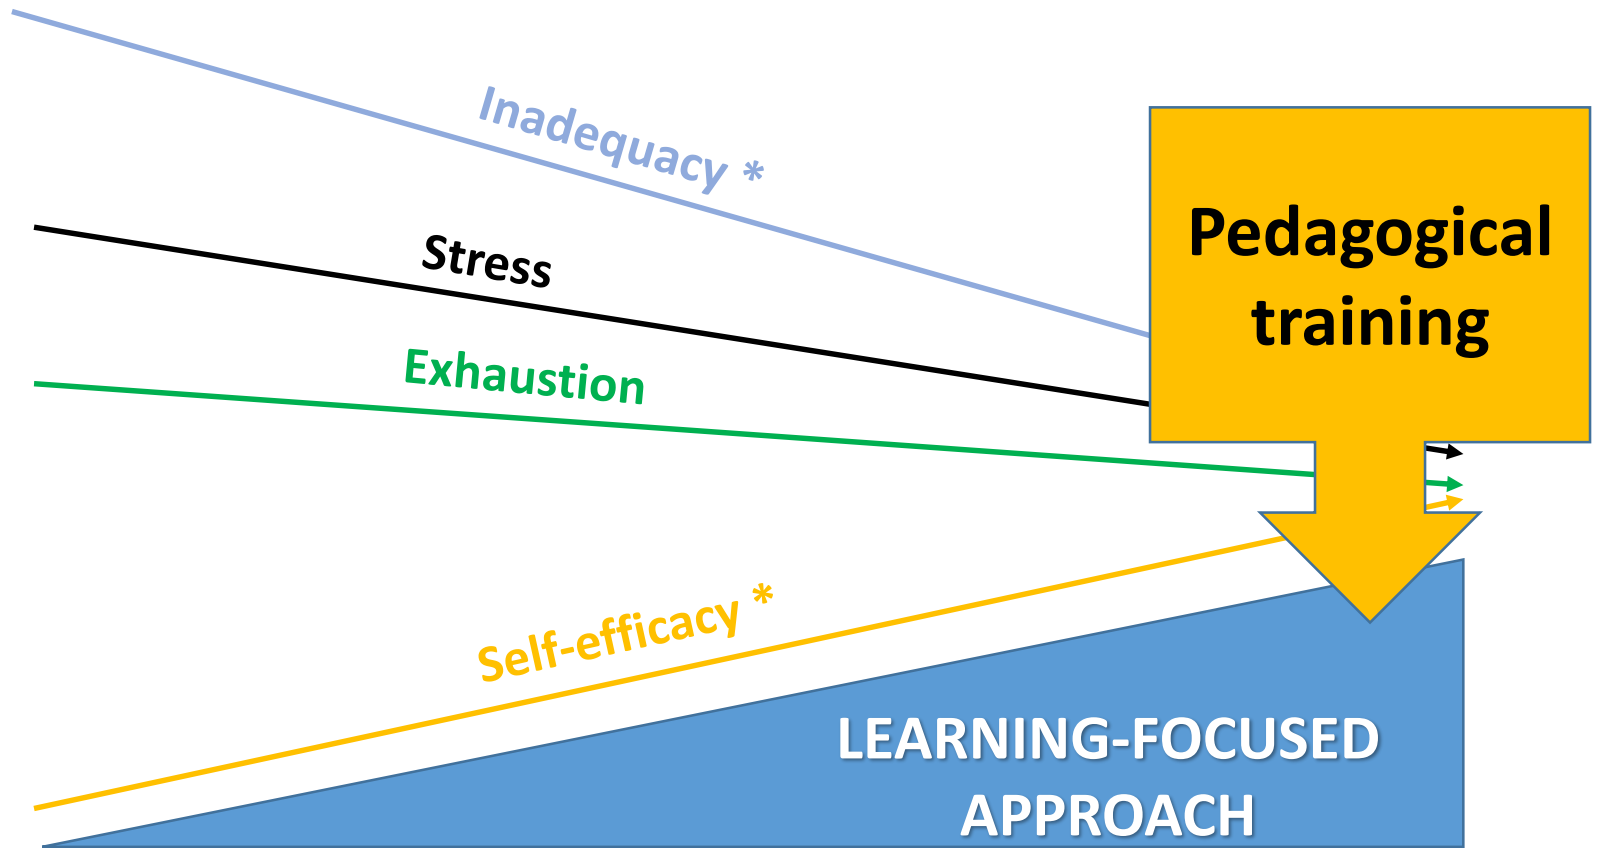 Inadequacy *
Stress
Exhaustion
Pedagogical
training
Self-efficacy *
LEARNING-FOCUSED
APPROACH